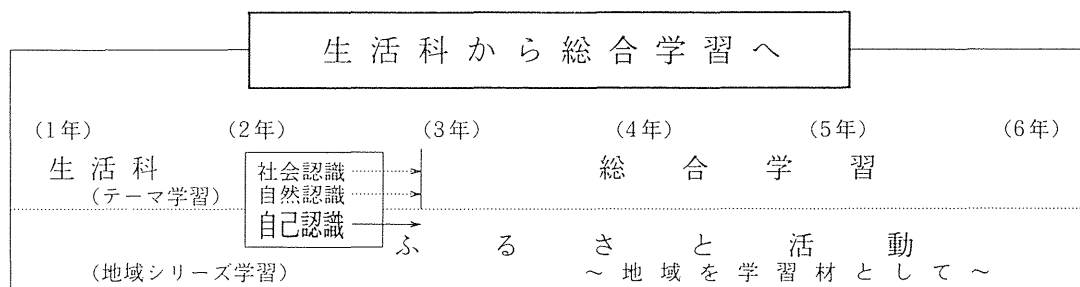 生活科から総合学習へ
(1年) (2年) (3年) (4年) (5年) (6年)
生活科 社会認識 総合学習
(テーマ学習) 自然認識
自己認識
ふるさと活動
(地域シリーズ学習) ～地域を学習材として～